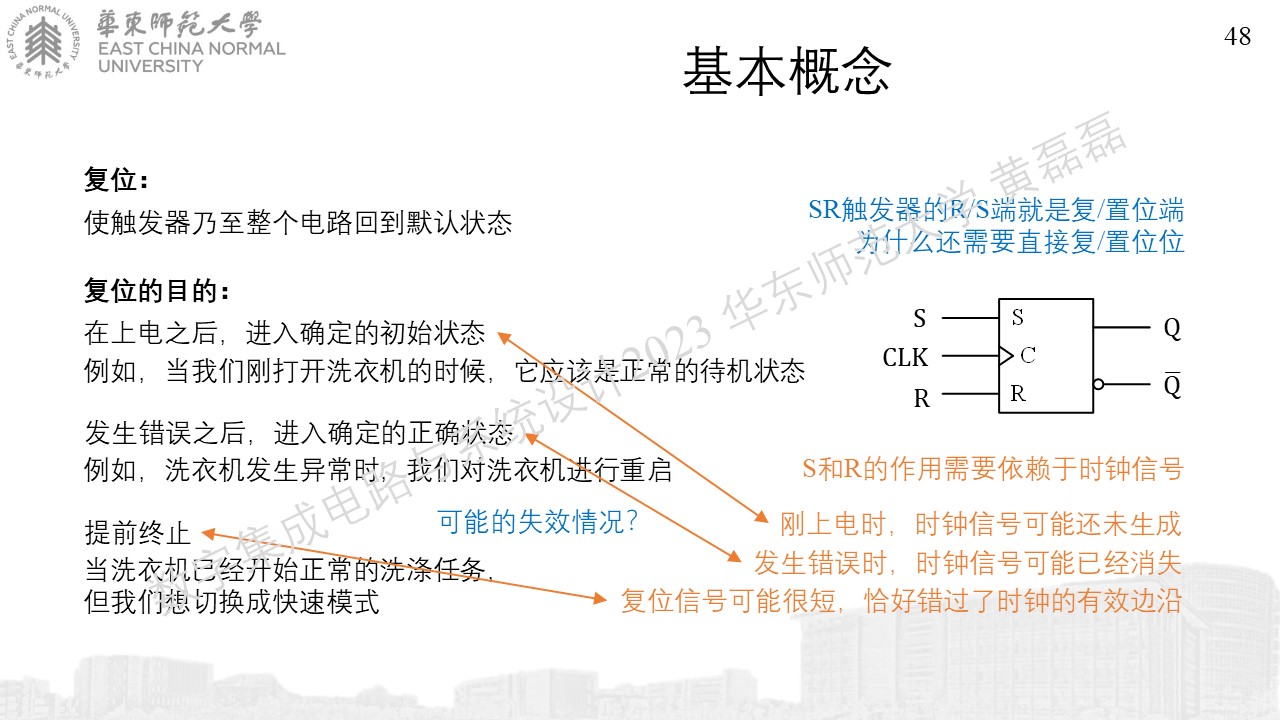 華東師範大學
EAST CHINA NORMAL
UNIVERSITY
48
基本概念
复位：
使触发器乃至整个电路回到默认状态
复位的目的：
在上电之后，进入确定的初始状态
例如，当我们刚打开洗衣机的时候，它应该是正常的待机状态
发生错误之后，进入确定的正确状态
例如，洗衣机发生异常时，我们对洗衣机进行重启
提前终止
当洗衣机已经开始正常的洗涤任务，
但我们想切换成快速模式
可能的失效情况？
SR触发器的R/S端就是复/置位端
为什么还需要直接复/置位位
S
CLK
R
S
C
R
Q
Q̅
S和R的作用需要依赖于时钟信号
刚上电时，时钟信号可能还未生成
发生错误时，时钟信号可能已经消失
复位信号可能很短，恰好错过了时钟的有效边沿
数字集成电路与系统设计2023 华东师范大学 黄磊磊
EAST CHINA NORMAL UNIVERSITY
華東師範大學